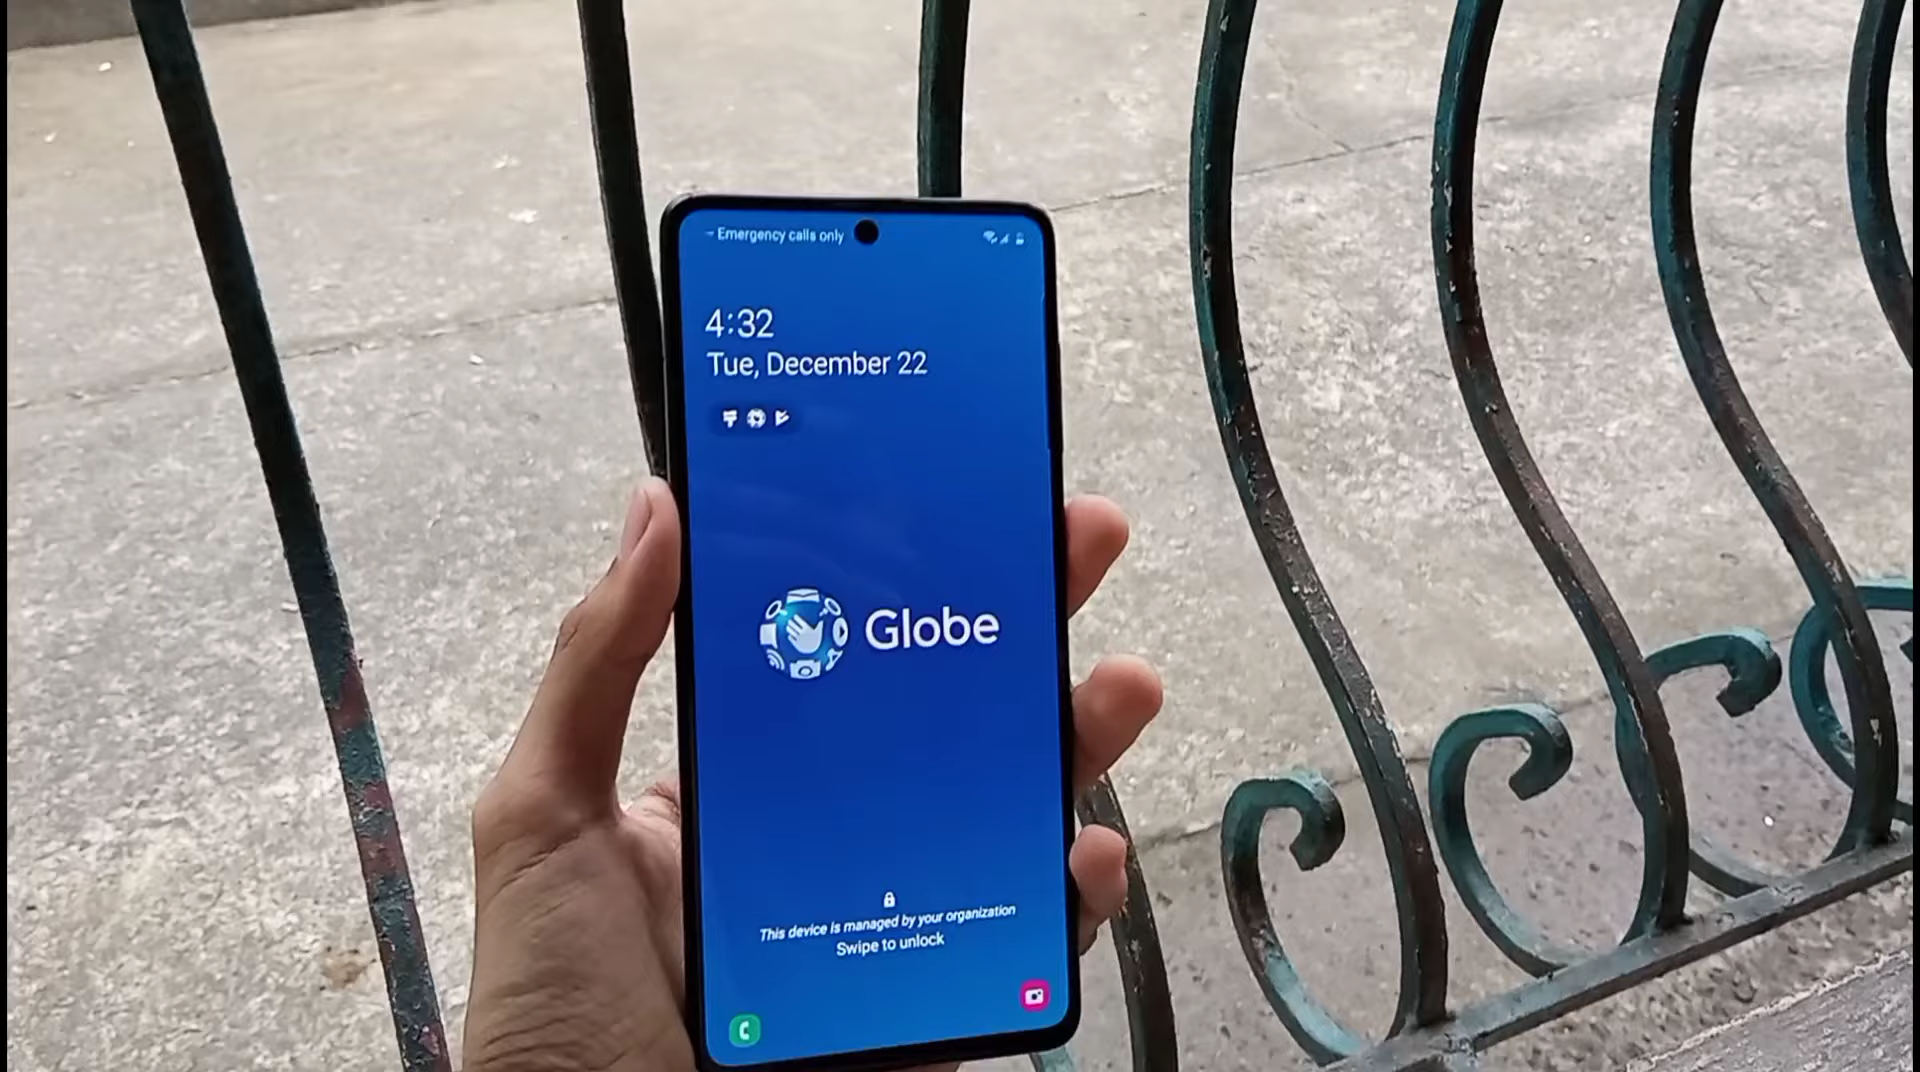 Emergency calls only
4:32
Tue, December 22
Globe
This device is managed by your organization
Swipe to unlock